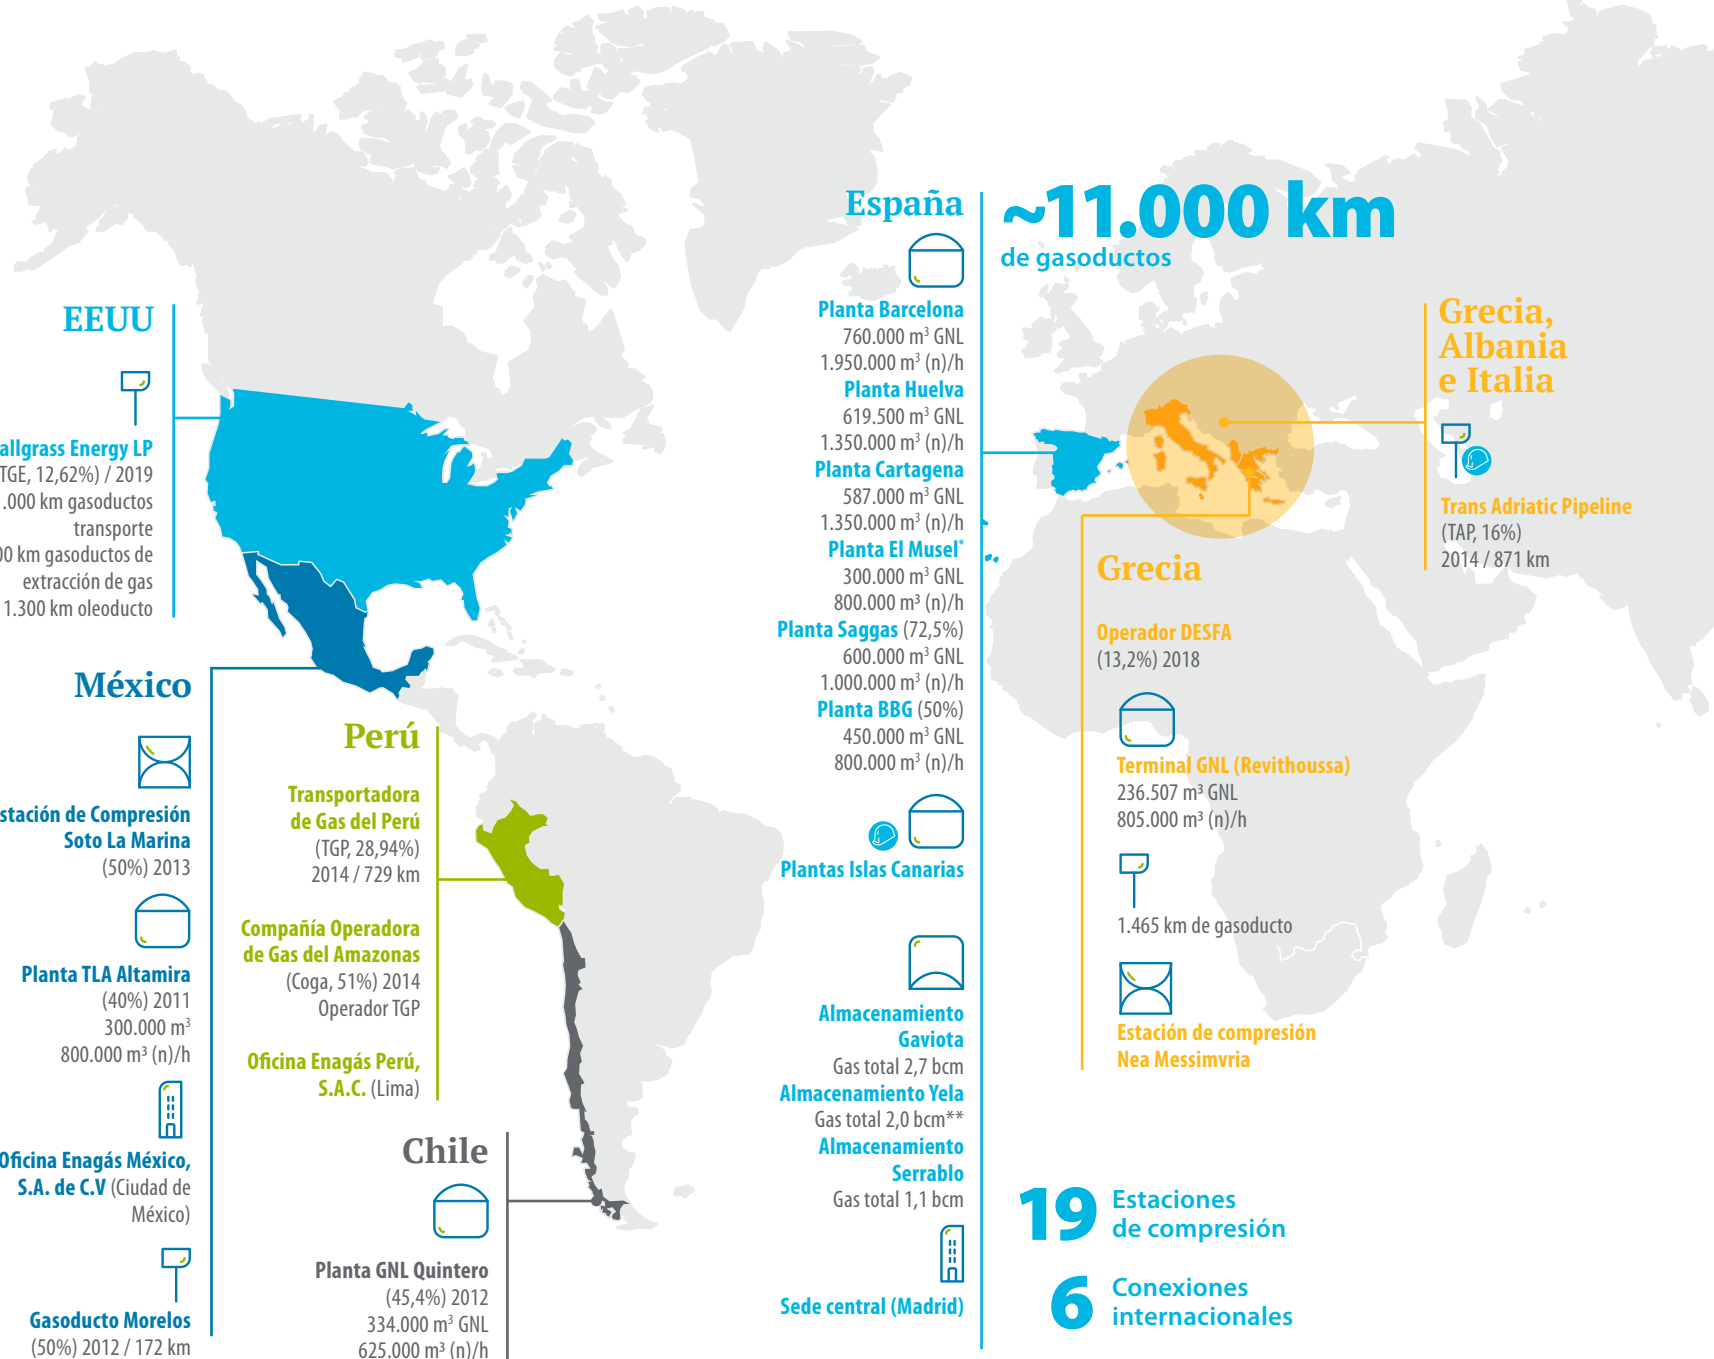 EEUU
allgrass Energy LP
TGE, 12,62%) / 2019
.000 km gasoductos
transporte
00 km gasoductos de
extracción de gas
1.300 km oleoducto
México
stación de Compresión
Soto La Marina
(50%) 2013
Planta TLA Altamira
(40%) 2011
300.000 m³
800.000 m³ (n)/h
Oficina Enagás México,
S.A. de C.V (Ciudad de
México)
Gasoducto Morelos
(50%) 2012 / 172 km
Perú
Transportadora
de Gas del Perú
(TGP, 28,94%)
2014 / 729 km
Compañía Operadora
de Gas del Amazonas
(Coga, 51%) 2014
Operador TGP
Oficina Enagás Perú,
S.A.C. (Lima)
Chile
Planta GNL Quintero
(45,4%) 2012
334.000 m³ GNL
625.000 m³ (n)/h
España
Planta Barcelona
760.000 m³ GNL
1.950.000 m³ (n)/h
Planta Huelva
619.500 m³ GNL
1.350.000 m³ (n)/h
Planta Cartagena
587.000 m³ GNL
1.350.000 m³ (n)/h
Planta El Musel*
300.000 m³ GNL
800.000 m³ (n)/h
Planta Saggas (72,5%)
600.000 m³ GNL
1.000.000 m³ (n)/h
Planta BBG (50%)
450.000 m³ GNL
800.000 m³ (n)/h
Plantas Islas Canarias
Almacenamiento
Gaviota
Gas total 2,7 bcm
Almacenamiento Yela
Gas total 2,0 bcm**
Almacenamiento
Serrablo
Gas total 1,1 bcm
Sede central (Madrid)
~11.000 km
de gasoductos
19 Estaciones
de compresión
6 Conexiones
internacionales
Grecia
Operador DESFA
(13,2%) 2018
Terminal GNL (Revithoussa)
236.507 m³ GNL
805.000 m³ (n)/h
1.465 km de gasoducto
Estación de compresión
Nea Messimvria
Grecia,
Albania
e Italia
Trans Adriatic Pipeline
(TAP, 16%)
2014 / 871 km